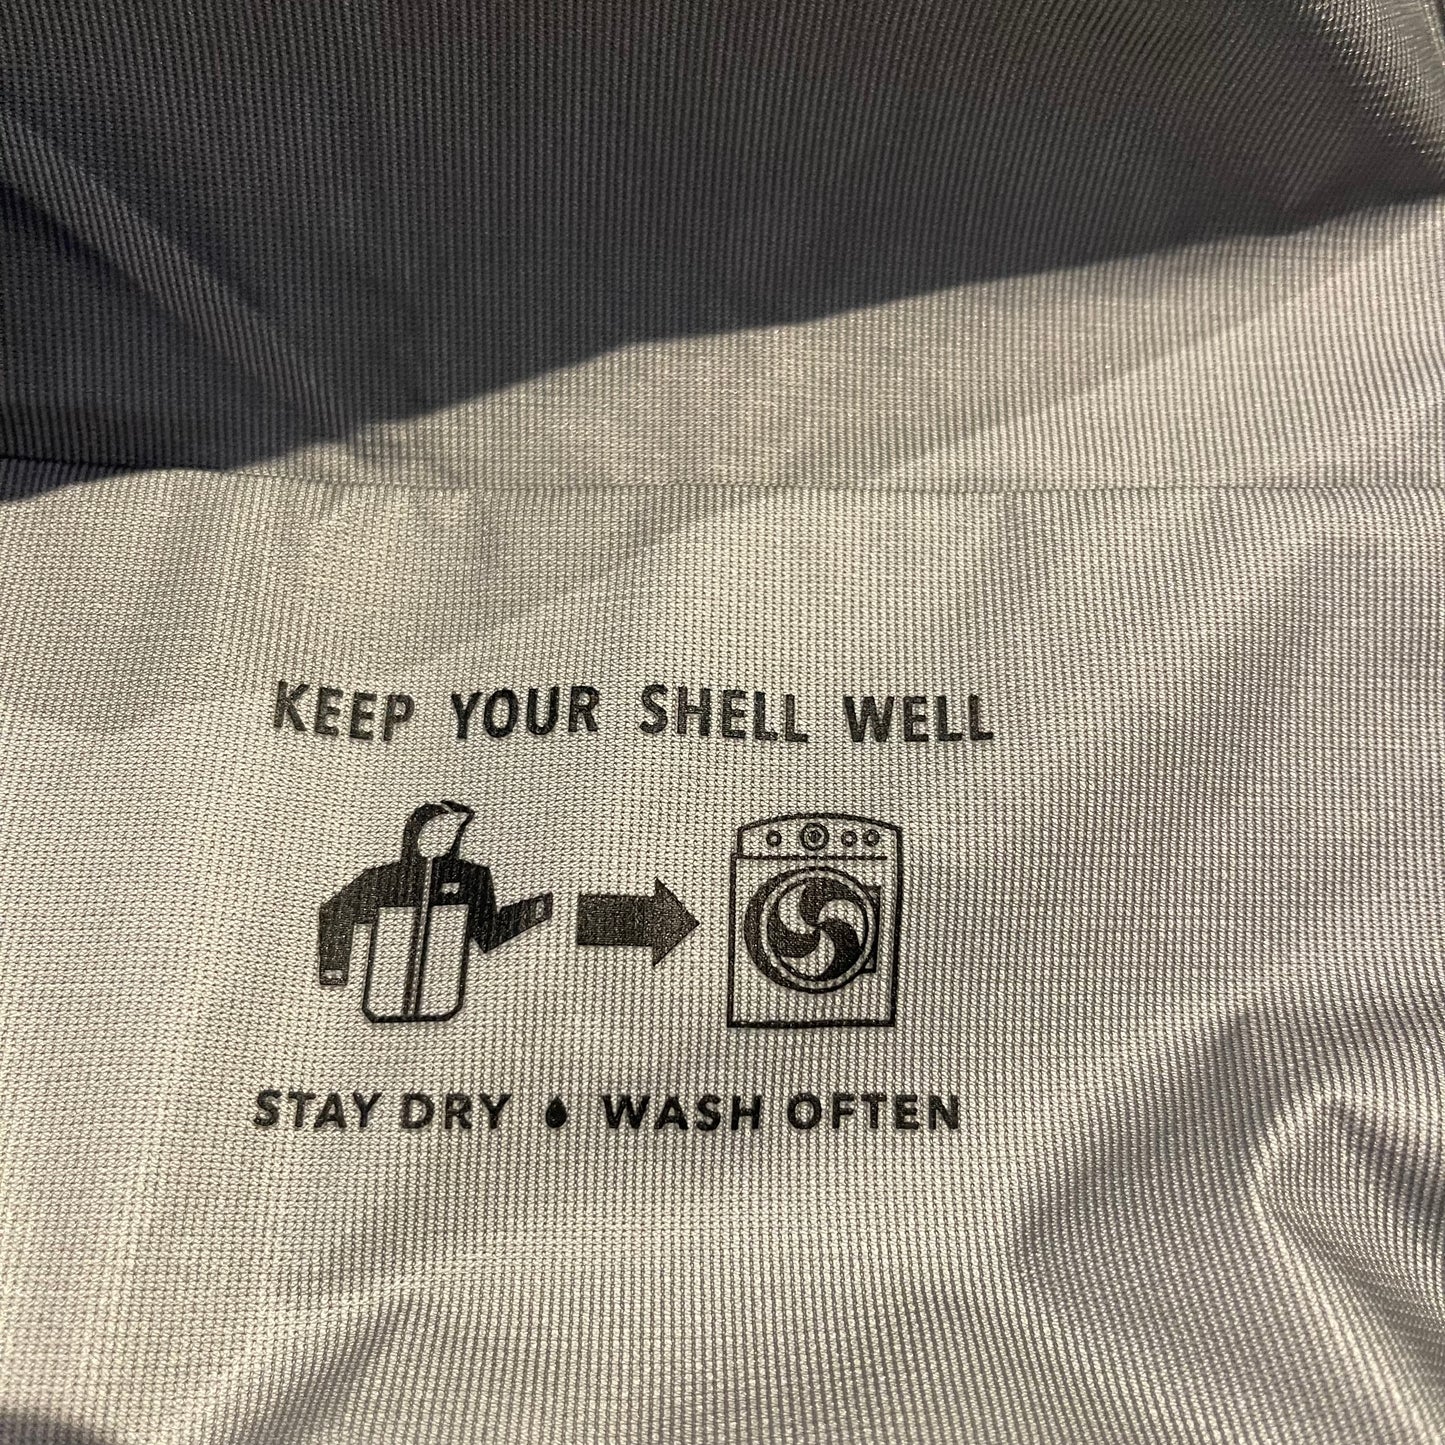 KEEP YOUR SHELL WELL
STAY DRY 💧 WASH OFTEN